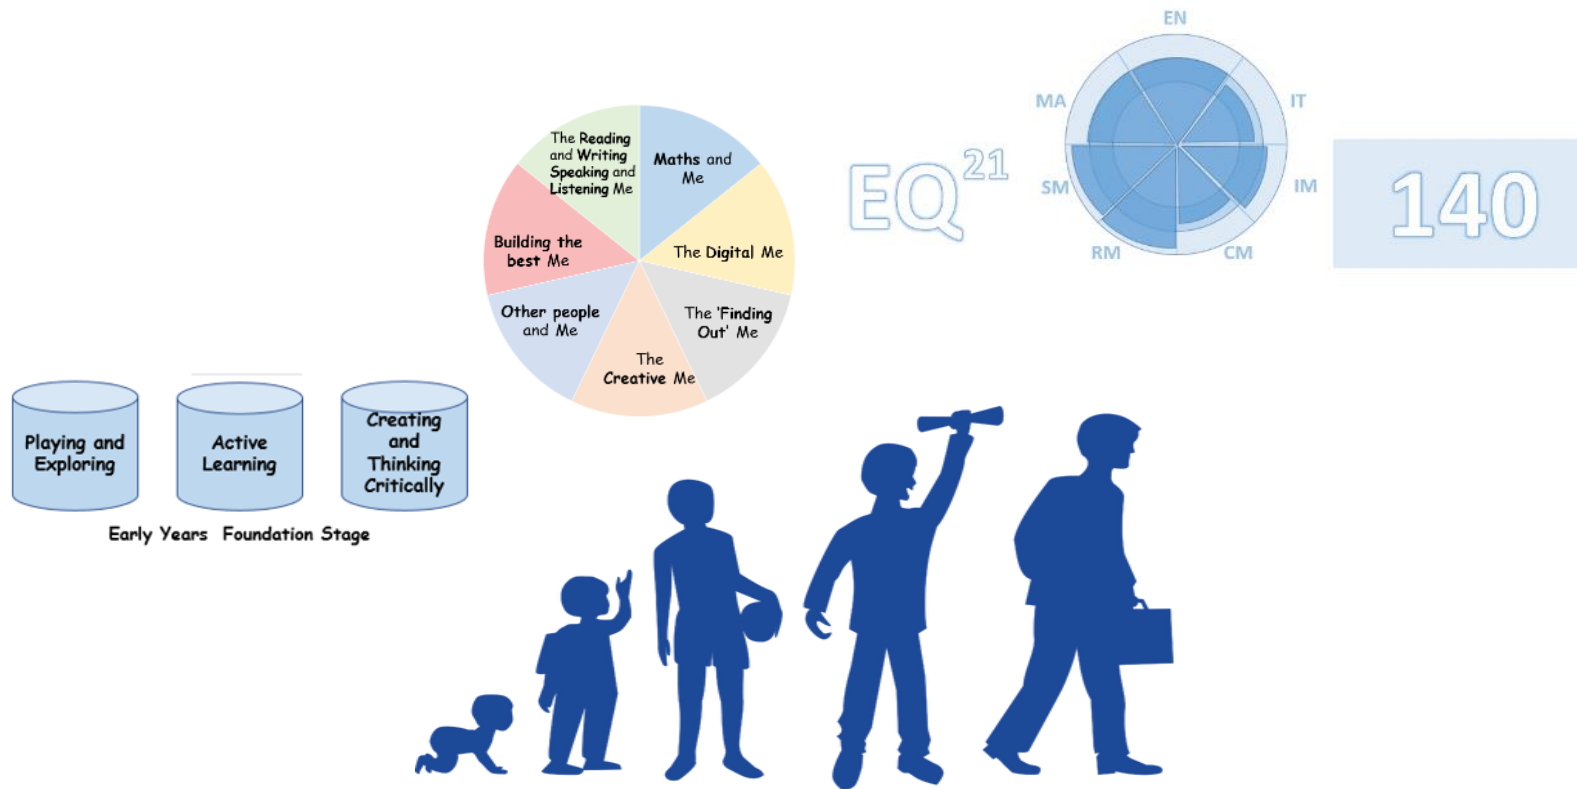 Playing and
Exploring
Active
Learning
Creating
and
Thinking
Critically
Early Years Foundation Stage
The Reading
and Writing
Speaking and
Listening Me
Maths and
Me
The Digital Me
The 'Finding
Out' Me
The
Creative Me
Other people
and Me
Building the
best Me
EQ21
EN
IT
IM
CM
RM
SM
MA
140